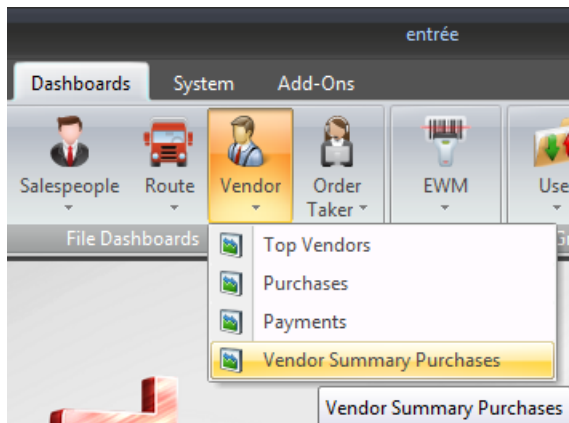 entrée
Dashboards System Add-Ons
Salespeople Route Vendor Order Taker EWM
File Dashboards
Top Vendors
Purchases
Payments
Vendor Summary Purchases
Vendor Summary Purchases